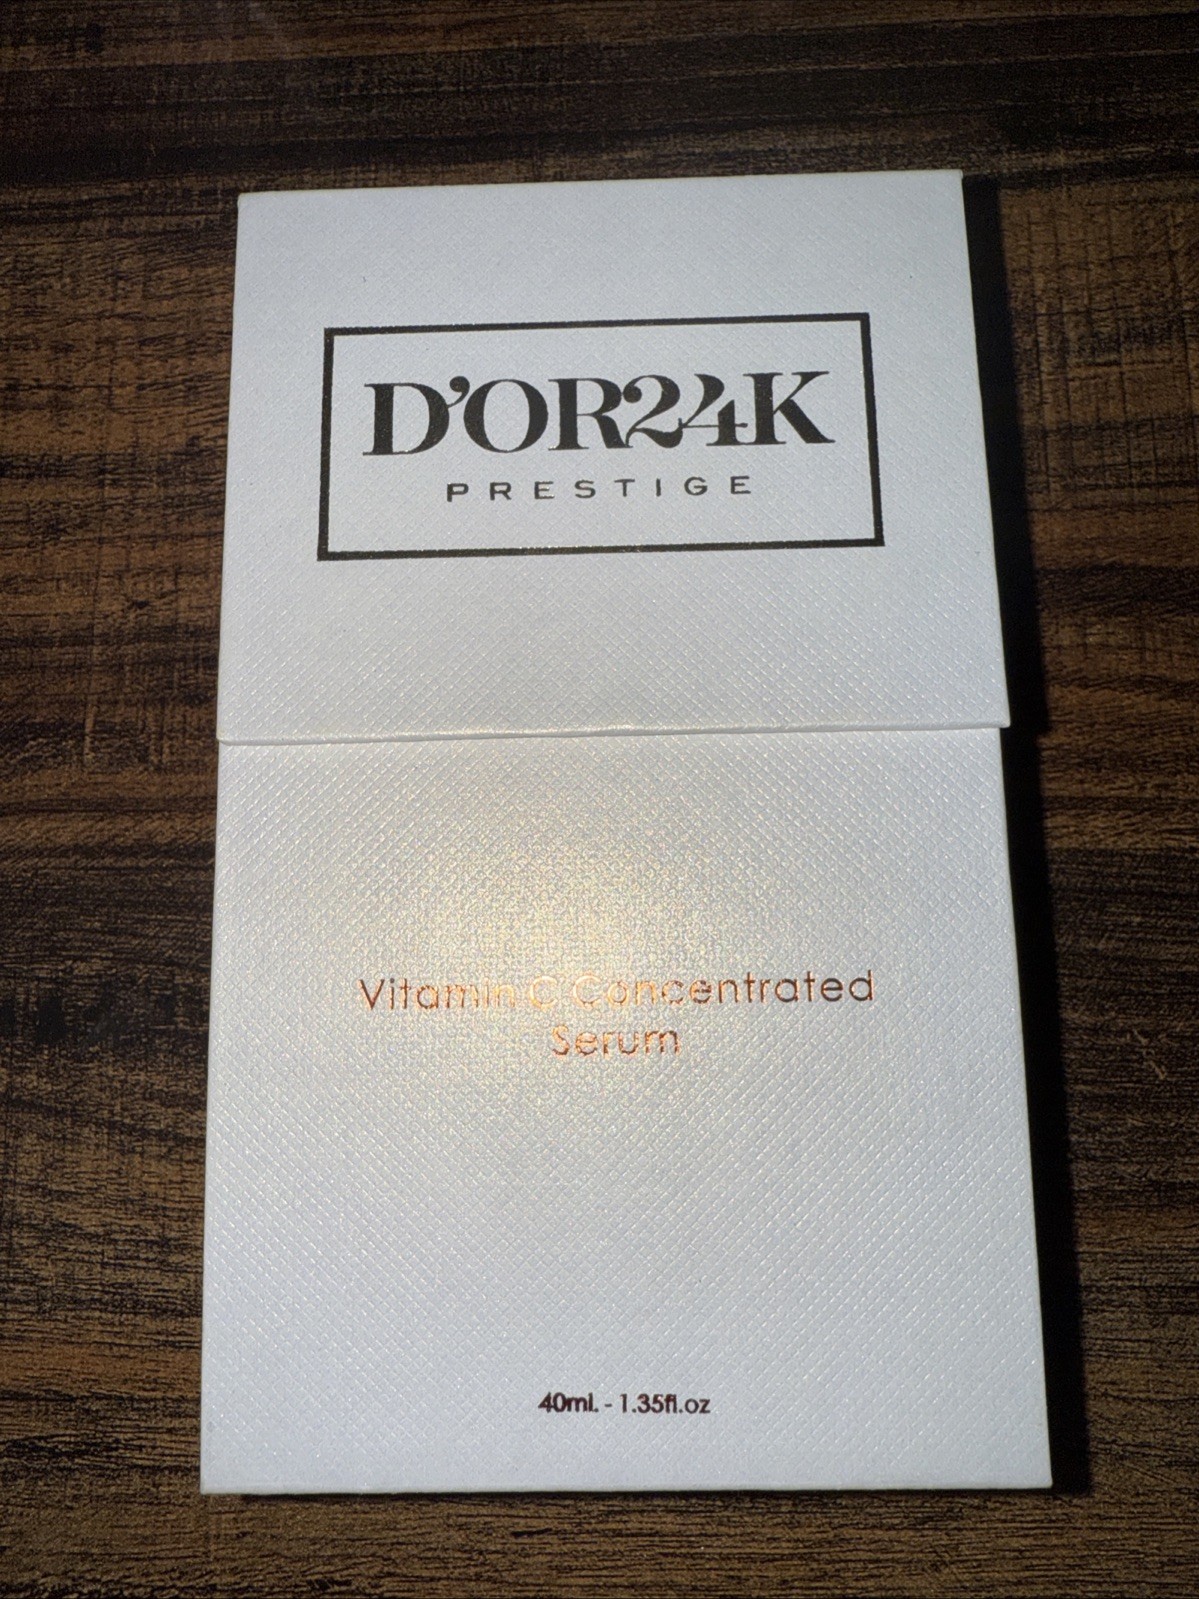 D'OR24K
PRESTIGE
Vitamin C Concentrated
Serum
40ml. - 1.35fl.oz